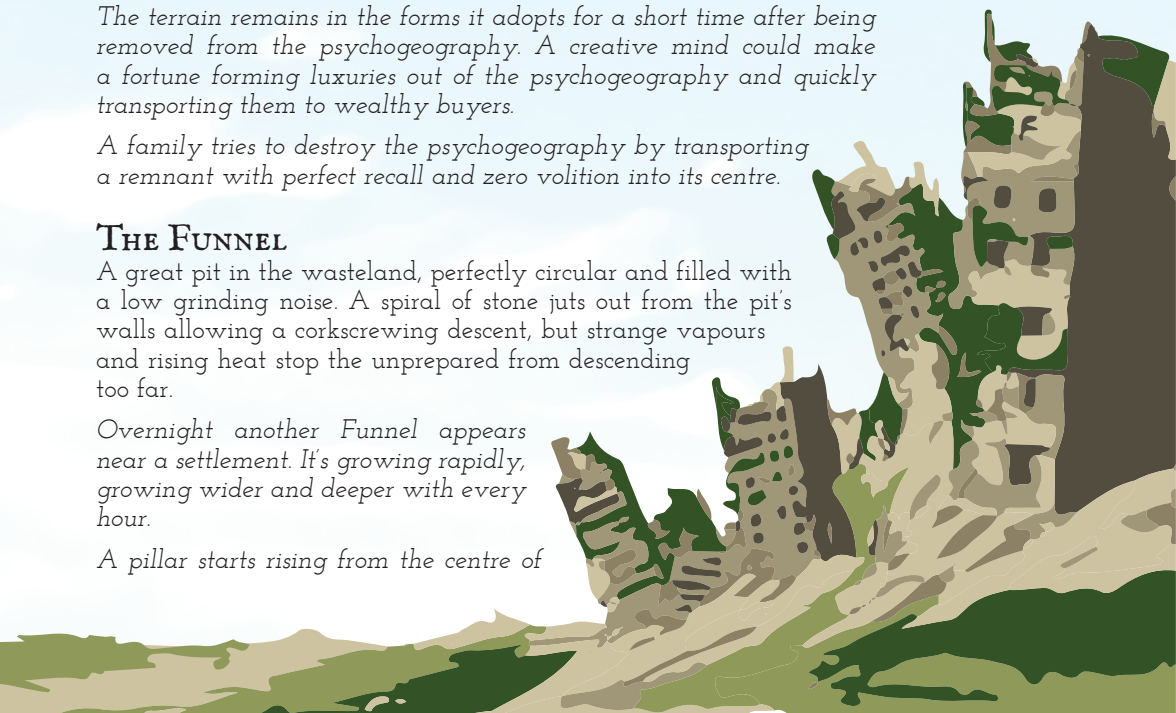 The terrain remains in the forms it adopts for a short time after being
removed from the psychogeography. A creative mind could make
a fortune forming luxuries out of the psychogeography and quickly
transporting them to wealthy buyers.
A family tries to destroy the psychogeography by transporting
a remnant with perfect recall and zero volition into its centre.
The Funnel
A great pit in the wasteland, perfectly circular and filled with
a low grinding noise. A spiral of stone juts out from the pit's
walls allowing a corkscrewing descent, but strange vapours
and rising heat stop the unprepared from descending
too far.
Overnight another Funnel appears
near a settlement. It's growing rapidly,
growing wider and deeper with every
hour.
A pillar starts rising from the centre of